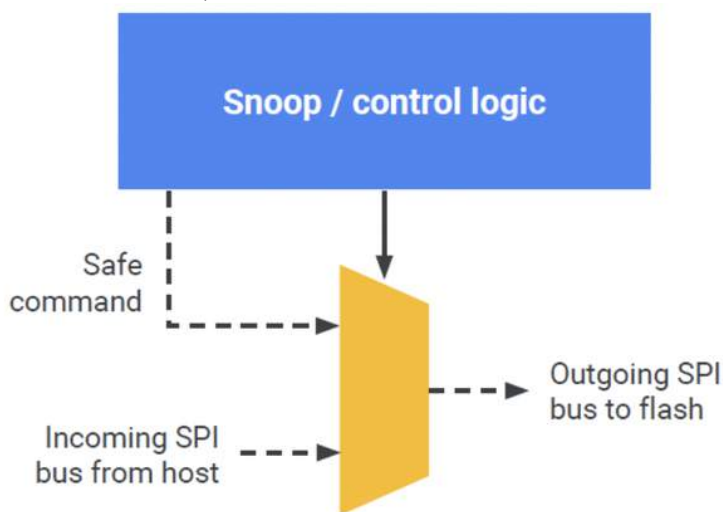 Snoop / control logic
Safe
command
Outgoing SPI
bus to flash
Incoming SPI
bus from host